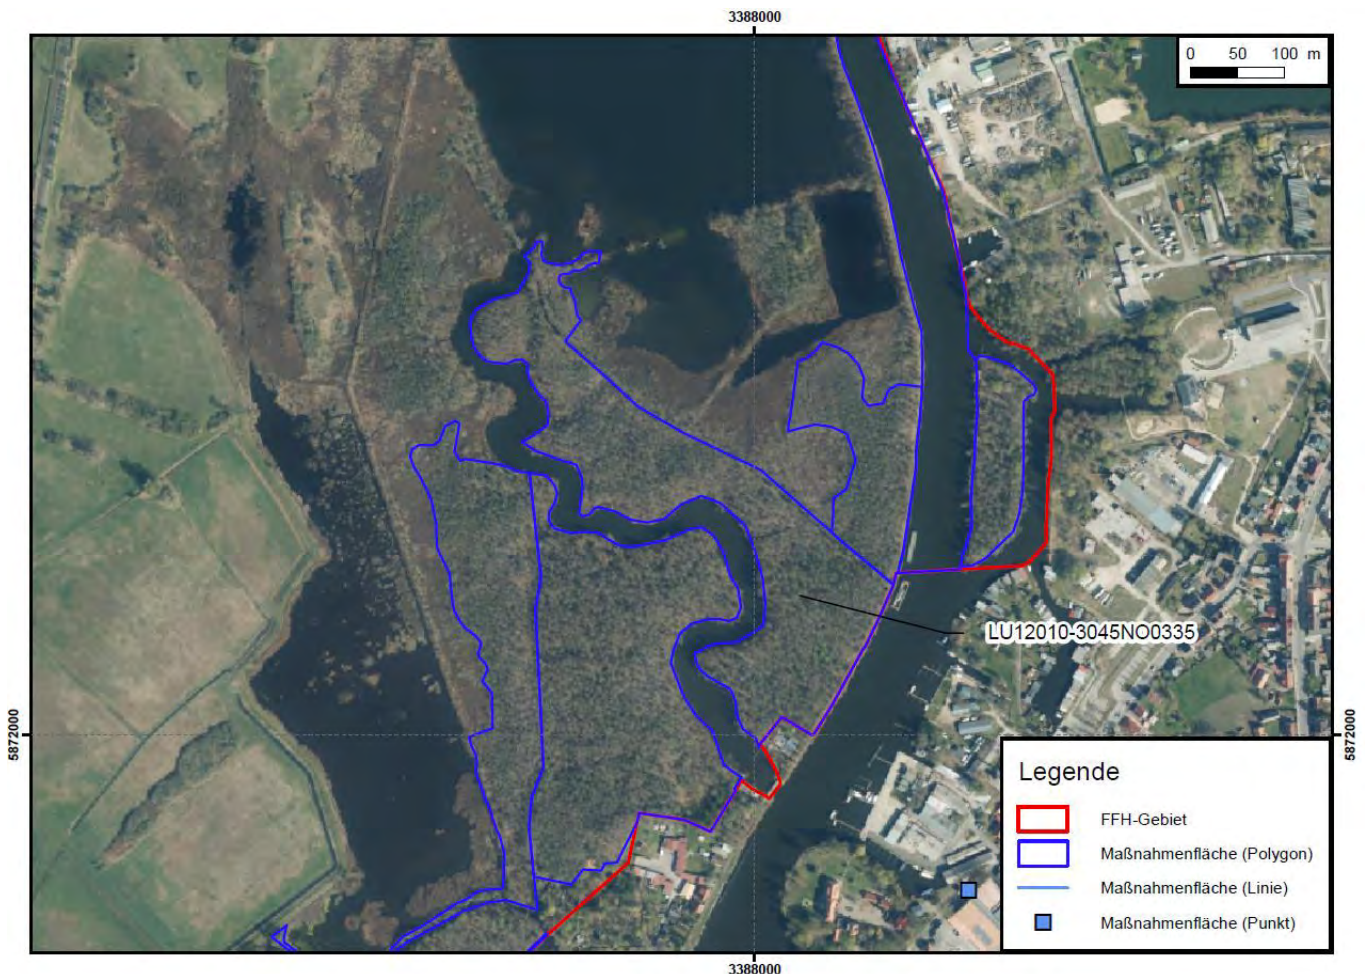 3388000
0 50 100 m
LU12010-3045NO0335
5872000
5872000
Legende
FFH-Gebiet
Maßnahmenfläche (Polygon)
Maßnahmenfläche (Linie)
Maßnahmenfläche (Punkt)
3388000